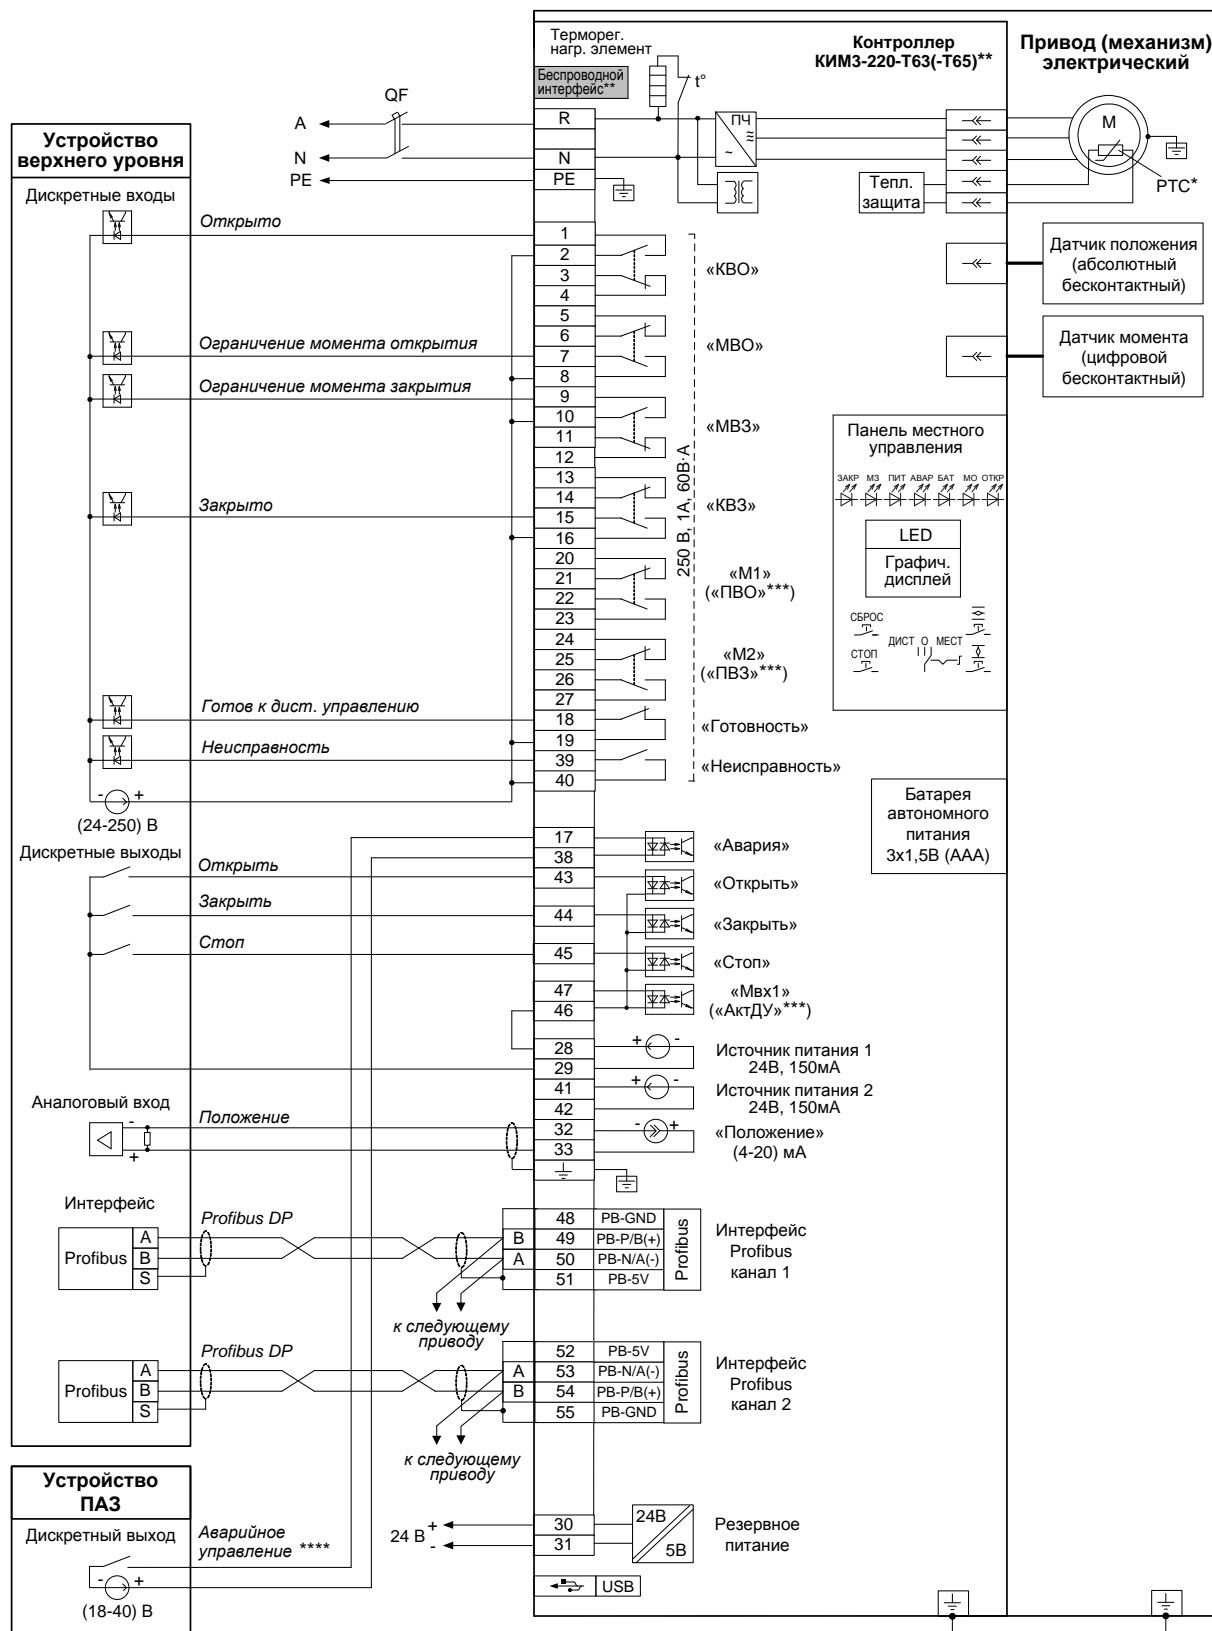 Терморег.
нагр. элемент
Беспроводной
интерфейс**
Контроллер
КИМ3-220-Т63(-Т65)**
Привод (механизм)
электрический
t°
QF
A
N
PE
R
N
PE
ПЧ
≈
~
M
РТС*
Тепл.
защита
Устройство
верхнего уровня
Дискретные входы
Открыто
Ограничение момента открытия
Ограничение момента закрытия
Закрыто
Готов к дист. управлению
Неисправность
- +
(24-250) В
1
2
3
4
5
6
7
8
9
10
11
12
13
14
15
16
20
21
22
23
24
25
26
27
18
19
39
40
«КВО»
«МВО»
«МВЗ»
«КВЗ»
«М1»
(«ПВО»***)
«М2»
(«ПВЗ»***)
«Готовность»
«Неисправность»
250 В, 1А, 60В·А
Датчик положения
(абсолютный
бесконтактный)
Датчик момента
(цифровой
бесконтактный)
Панель местного
управления
ЗАКР МЗ ПИТ АВАР БАТ МО ОТКР
LED
Графич.
дисплей
СБРОС
СТОП
ДИСТ О МЕСТ
Батарея
автономного
питания
3х1,5В (ААА)
Дискретные выходы
Открыть
Закрыть
Стоп
17
38
43
44
45
47
46
28
29
41
42
32
33
«Авария»
«Открыть»
«Закрыть»
«Стоп»
«Мвх1»
(«АктДУ»***)
+ -
Источник питания 1
24В, 150мА
+ -
Источник питания 2
24В, 150мА
- +
«Положение»
(4-20) мА
Аналоговый вход
-
+
Положение
Интерфейс
Profibus
A
B
S
Profibus DP
B
A
48 PB-GND
49 PB-P/B(+)
50 PB-N/A(-)
51 PB-5V
Profibus
Интерфейс
Profibus
канал 1
к следующему
приводу
Profibus
A
B
S
Profibus DP
A
B
52 PB-5V
53 PB-N/A(-)
54 PB-P/B(+)
55 PB-GND
Profibus
Интерфейс
Profibus
канал 2
к следующему
приводу
Устройство
ПАЗ
Дискретный выход
- +
(18-40) В
Аварийное
управление ****
24 В
+
-
30
31
24В
5В
Резервное
питание
USB